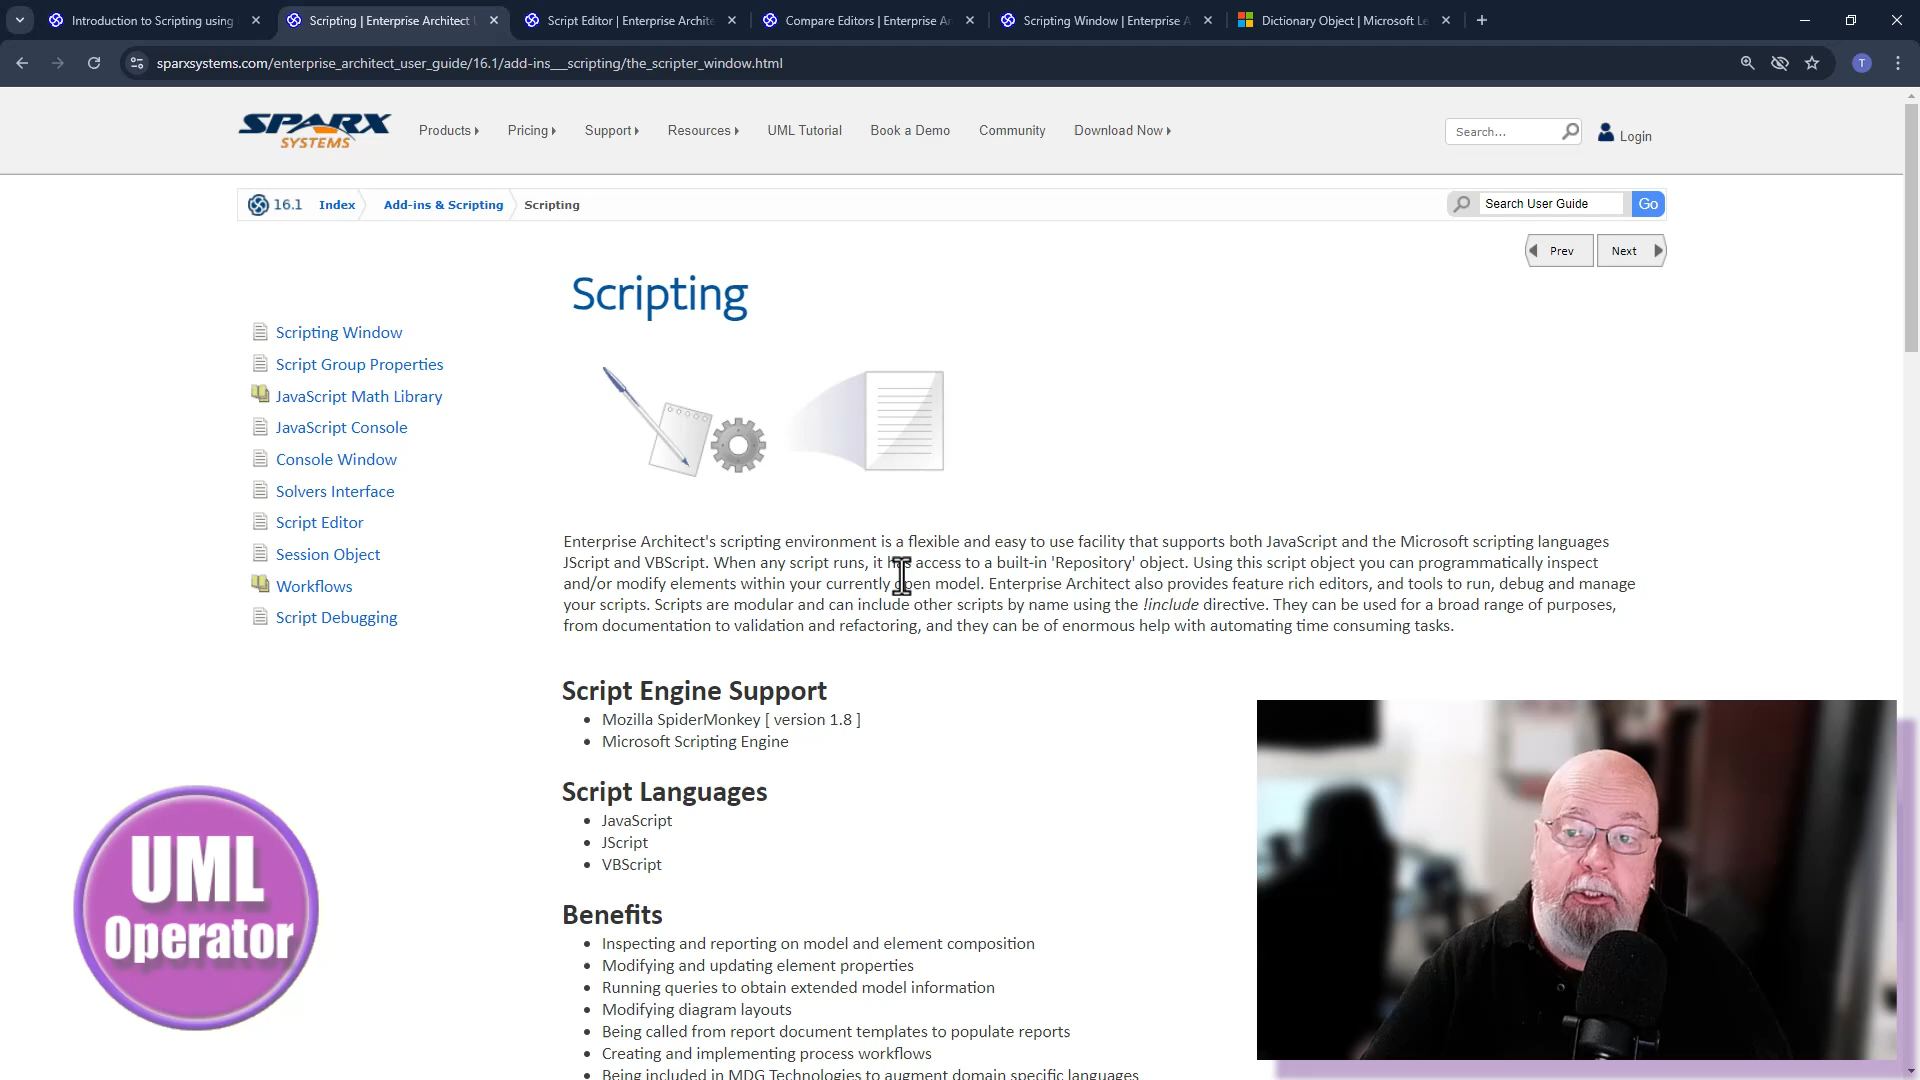 Introduction to Scripting using
Scripting | Enterprise Architect
Script Editor | Enterprise Archite
Compare Editors | Enterprise Ar
Scripting Window | Enterprise A
Dictionary Object | Microsoft Le
sparxsystems.com/enterprise_architect_user_guide/16.1/add-ins__scripting/the_scripter_window.html
T
SPARX
SYSTEMS
Products
Pricing
Support
Resources
UML Tutorial
Book a Demo
Community
Download Now
Search...
Login
16.1
Index
Add-ins & Scripting
Scripting
Search User Guide
Go
Prev
Next
Scripting
Scripting Window
Script Group Properties
JavaScript Math Library
JavaScript Console
Console Window
Solvers Interface
Script Editor
Session Object
Workflows
Script Debugging
Enterprise Architect's scripting environment is a flexible and easy to use facility that supports both JavaScript and the Microsoft scripting languages
JScript and VBScript. When any script runs, it has access to a built-in 'Repository' object. Using this script object you can programmatically inspect
and/or modify elements within your currently open model. Enterprise Architect also provides feature rich editors, and tools to run, debug and manage
your scripts. Scripts are modular and can include other scripts by name using the !include directive. They can be used for a broad range of purposes,
from documentation to validation and refactoring, and they can be of enormous help with automating time consuming tasks.
Script Engine Support
Mozilla SpiderMonkey [ version 1.8 ]
Microsoft Scripting Engine
Script Languages
JavaScript
JScript
VBScript
Benefits
Inspecting and reporting on model and element composition
Modifying and updating element properties
Running queries to obtain extended model information
Modifying diagram layouts
Being called from report document templates to populate reports
Creating and implementing process workflows
Being included in MDG Technologies to augment domain specific languages
UML
Operator